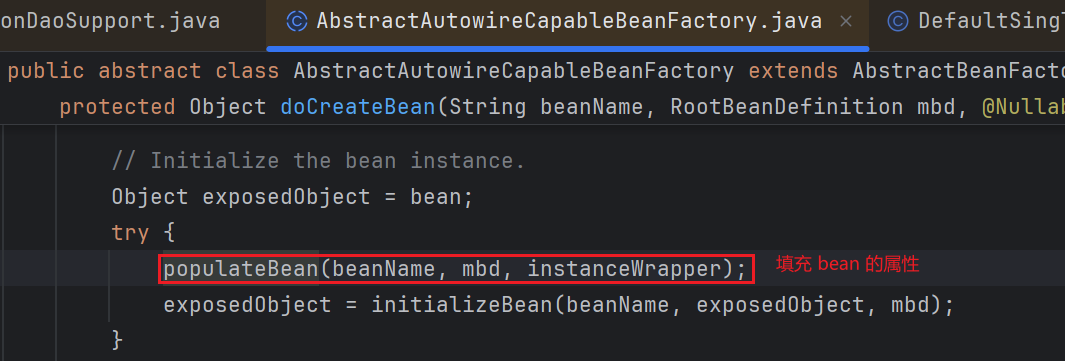 onDaoSupport.java AbstractAutowireCapableBeanFactory.java × DefaultSingl
public abstract class AbstractAutowireCapableBeanFactory extends AbstractBeanFacto
protected Object doCreateBean(String beanName, RootBeanDefinition mbd, @Nullab
// Initialize the bean instance.
Object exposedObject = bean;
try {
populateBean(beanName, mbd, instanceWrapper); 填充 bean 的属性
exposedObject = initializeBean(beanName, exposedObject, mbd);
}